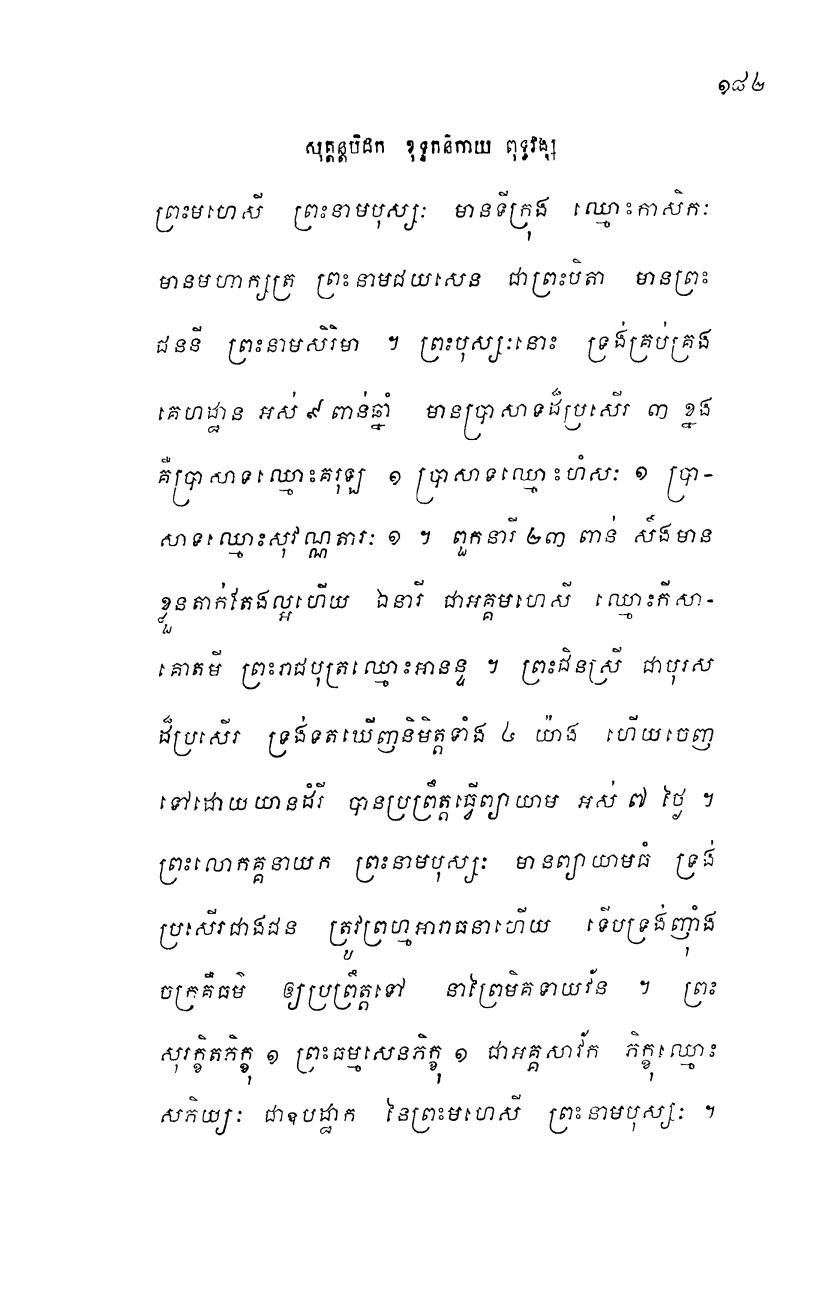 ១៨២
សុត្តន្តបិដក ខុទ្ទកនិកាយ ពុទ្ធវង្ស
ព្រះមហេសី ព្រះនាមបុស្សៈ មានទីក្រុង ឈ្មោះកាសិកៈ
មានមហាក្សត្រ ព្រះនាមជយសេន ជាព្រះបិតា មានព្រះ
ជននី ព្រះនាមសិរិមា ។ ព្រះបុស្សៈនោះ ទ្រង់គ្រប់គ្រង
គេហដ្ឋាន អស់ ៩ ពាន់ឆ្នាំ មានប្រាសាទដ៏ប្រសើរ ៣ ខ្នង
គឺប្រាសាទឈ្មោះគរុឡ ១ ប្រាសាទឈ្មោះហំសៈ ១ ប្រា-
សាទឈ្មោះសុវណ្ណតារៈ ១ ។ ពួកនារី ២៣ ពាន់ សឹងមាន
ខ្លួនតាក់តែងល្អហើយ ឯនារី ជាអគ្គមហេសី ឈ្មោះកីសា-
គោតមី ព្រះរាជបុត្រឈ្មោះអានន្ទ ។ ព្រះជិនស្រី ជាបុរស
ដ៏ប្រសើរ ទ្រង់ទតឃើញនិមិត្តទាំង ៤ យ៉ាង ហើយចេញ
ទៅដោយយានដំរី បានប្រព្រឹត្តធ្វើព្យាយាម អស់ ៧ ថ្ងៃ ។
ព្រះលោកគ្គនាយក ព្រះនាមបុស្សៈ មានព្យាយាមធំ ទ្រង់
ប្រសើរជាងជន ត្រូវព្រហ្មអារាធនាហើយ ទើបទ្រង់ញ៉ាំង
ចក្រគឺធម៌ ឲ្យប្រព្រឹត្តទៅ នាព្រៃមិគទាយវ័ន ។ ព្រះ
សុរក្ខិតភិក្ខុ ១ ព្រះធម្មសេនភិក្ខុ ១ ជាអគ្គសាវ័ក ភិក្ខុឈ្មោះ
សភិយ្យៈ ជាឧបដ្ឋាក នៃព្រះមហេសី ព្រះនាមបុស្សៈ ។